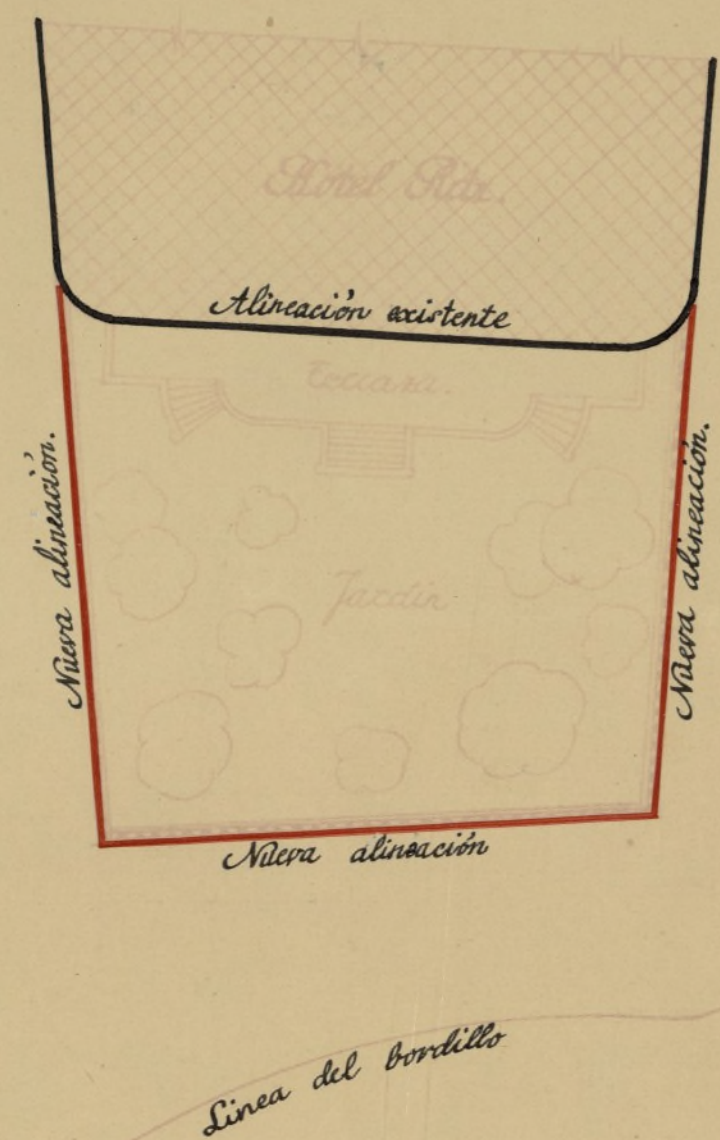 Hotel Ritz.
Alineación existente
Terraza.
Nueva alineación.
Nueva alineación.
Jardín
Nueva alineación
Linea del bordillo